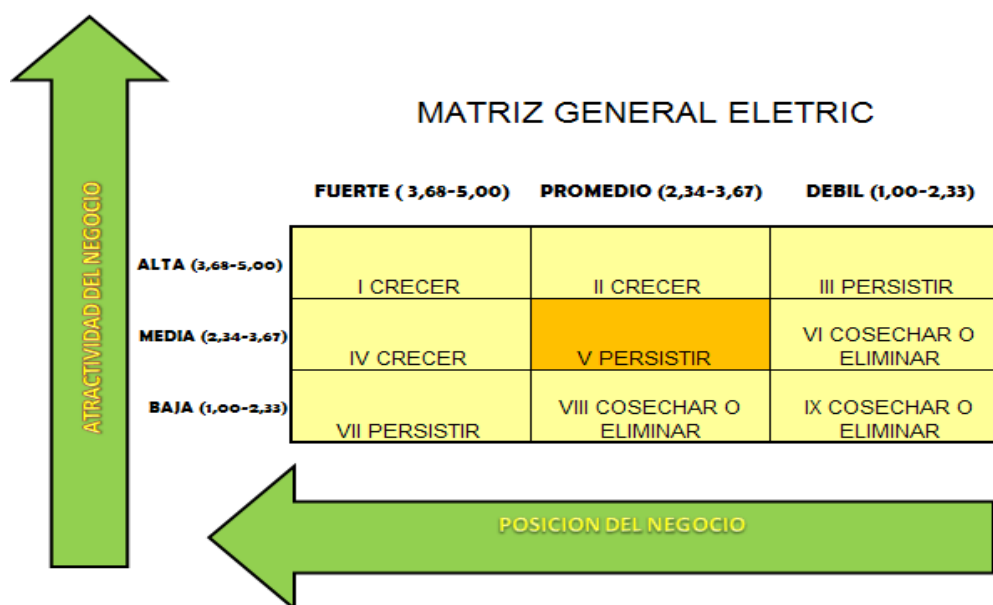 MATRIZ GENERAL ELETRIC
FUERTE ( 3,68-5,00)
PROMEDIO (2,34-3,67)
DEBIL (1,00-2,33)
ATRACTIVIDAD DEL NEGOCIO
ALTA (3,68-5,00)
I CRECER
II CRECER
III PERSISTIR
MEDIA (2,34-3,67)
IV CRECER
V PERSISTIR
VI COSECHAR O
ELIMINAR
BAJA (1,00-2,33)
VII PERSISTIR
VIII COSECHAR O
ELIMINAR
IX COSECHAR O
ELIMINAR
POSICION DEL NEGOCIO